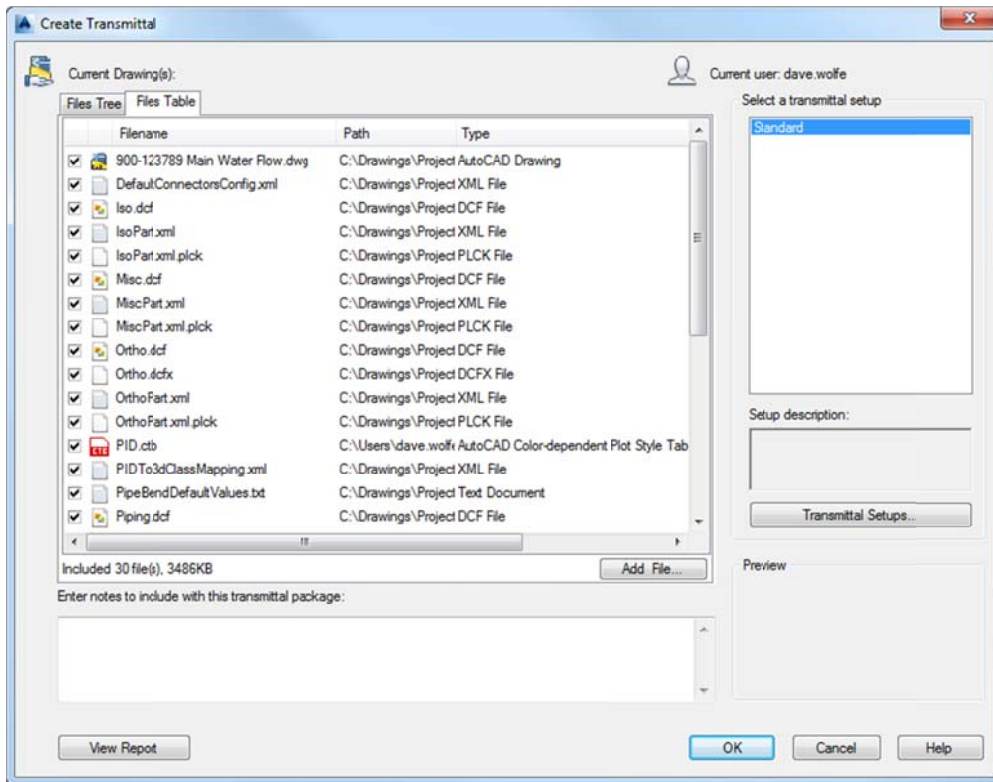 Create Transmittal
Current Drawing(s):
Current user: dave.wolfe
Files Tree
Files Table
Select a transmittal setup
Standard
Filename Path Type
900-123789 Main Water Flow.dwg C:\Drawings\Project AutoCAD Drawing
DefaultConnectorsConfig.xml C:\Drawings\Project XML File
Iso.dcf C:\Drawings\Project DCF File
IsoPart.xml C:\Drawings\Project XML File
IsoPart.xml.plck C:\Drawings\Project PLCK File
Misc.dcf C:\Drawings\Project DCF File
MiscPart.xml C:\Drawings\Project XML File
MiscPart.xml.plck C:\Drawings\Project PLCK File
Ortho.dcf C:\Drawings\Project DCF File
Ortho.dcfx C:\Drawings\Project DCFX File
OrthoPart.xml C:\Drawings\Project XML File
OrthoPart.xml.plck C:\Drawings\Project PLCK File
PID.ctb C:\Users\dave.wolfe AutoCAD Color-dependent Plot Style Tab
PIDTo3dClassMapping.xml C:\Drawings\Project XML File
PipeBendDefaultValues.txt C:\Drawings\Project Text Document
Piping.dcf C:\Drawings\Project DCF File
Setup description:
Transmittal Setups...
Included 30 file(s), 3486KB
Add File...
Preview
Enter notes to include with this transmittal package:
View Repot
OK
Cancel
Help